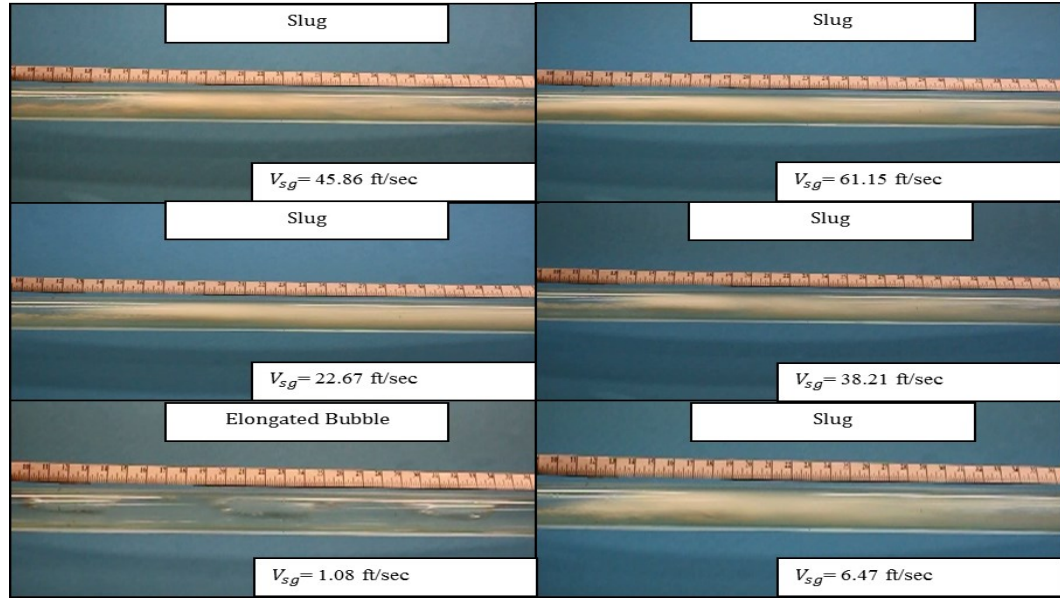 Slug
Slug
V_sg= 45.86 ft/sec
V_sg= 61.15 ft/sec
Slug
Slug
V_sg= 22.67 ft/sec
V_sg= 38.21 ft/sec
Elongated Bubble
Slug
V_sg= 1.08 ft/sec
V_sg= 6.47 ft/sec